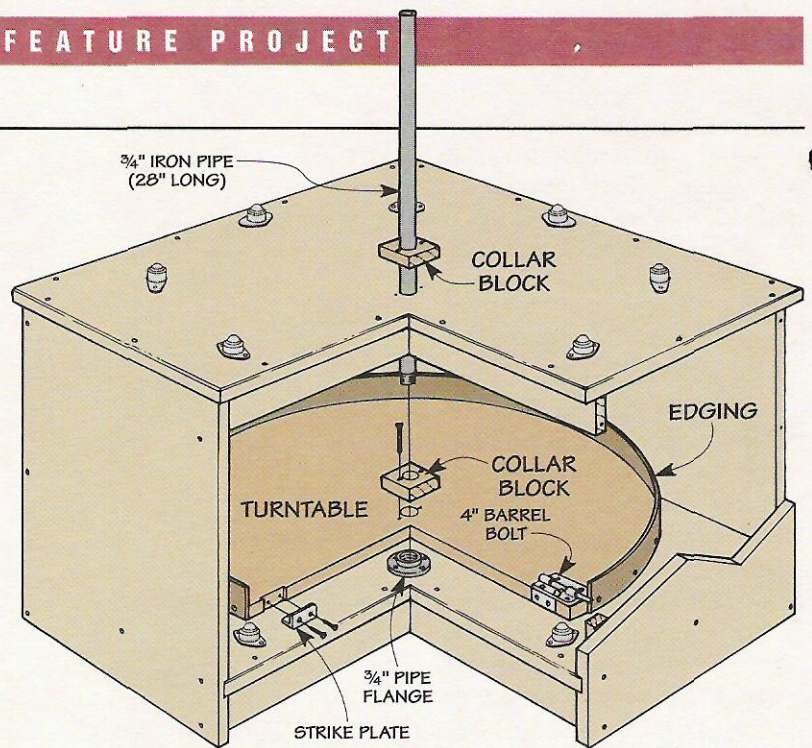 FEATURE PROJECT
¾" IRON PIPE
(28" LONG)
COLLAR
BLOCK
EDGING
COLLAR
BLOCK
TURNTABLE
4" BARREL
BOLT
¾" PIPE
FLANGE
STRIKE PLATE